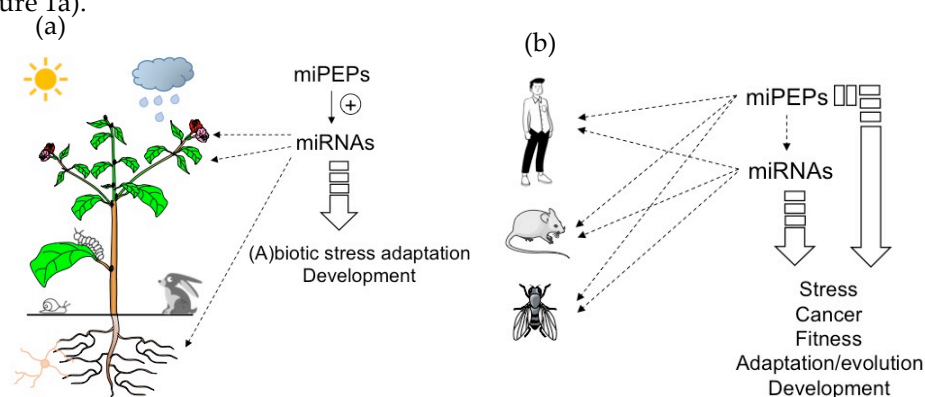 ure 1a).
(a)
miPEPs
+
miRNAs
(A)biotic stress adaptation
Development
(b)
miPEPs
miRNAs
Stress
Cancer
Fitness
Adaptation/evolution
Development